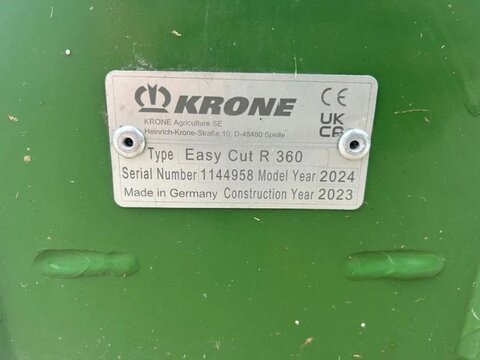 KRONE
KRONE Agriculture SE
Heinrich-Krone-Straße 10, D-48480 Spelle
CE
UK
CA
Type Easy Cut R 360
Serial Number 1144958 Model Year 2024
Made in Germany Construction Year 2023